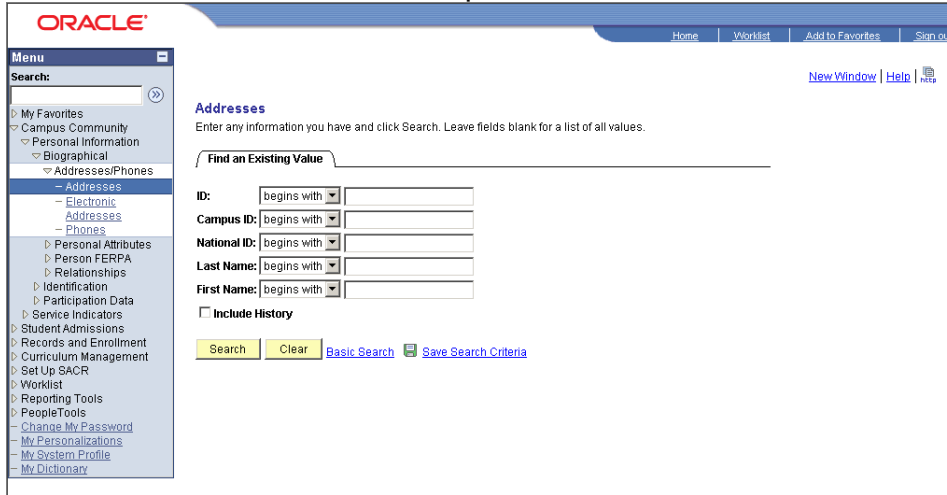 ORACLE'
Home | Worklist | Add to Favorites |
Menu
Search:
My Favorites
Campus Community
Personal Information
Biographical
Addresses/Phones
– Addresses
– Electronic
Addresses
– Phones
Personal Attributes
Person FERPA
Relationships
Identification
Participation Data
Service Indicators
Student Admissions
Records and Enrollment
Curriculum Management
Set Up SACR
Worklist
Reporting Tools
PeopleTools
– Change My Password
– My Personalizations
– My System Profile
– My Dictionary
New Window | Help | http
Addresses
Enter any information you have and click Search. Leave fields blank for a list of all values.
Find an Existing Value
ID: begins with
Campus ID: begins with
National ID: begins with
Last Name: begins with
First Name: begins with
Include History
Search Clear Basic Search Save Search Criteria